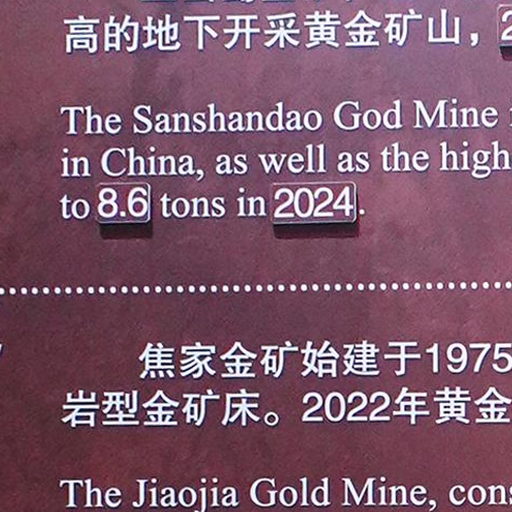 高的地下开采黄金矿山，2
The Sanshandao God Mine
in China, as well as the high
to 8.6 tons in 2024.
焦家金矿始建于1975
岩型金矿床。2022年黄金
The Jiaojia Gold Mine, cons